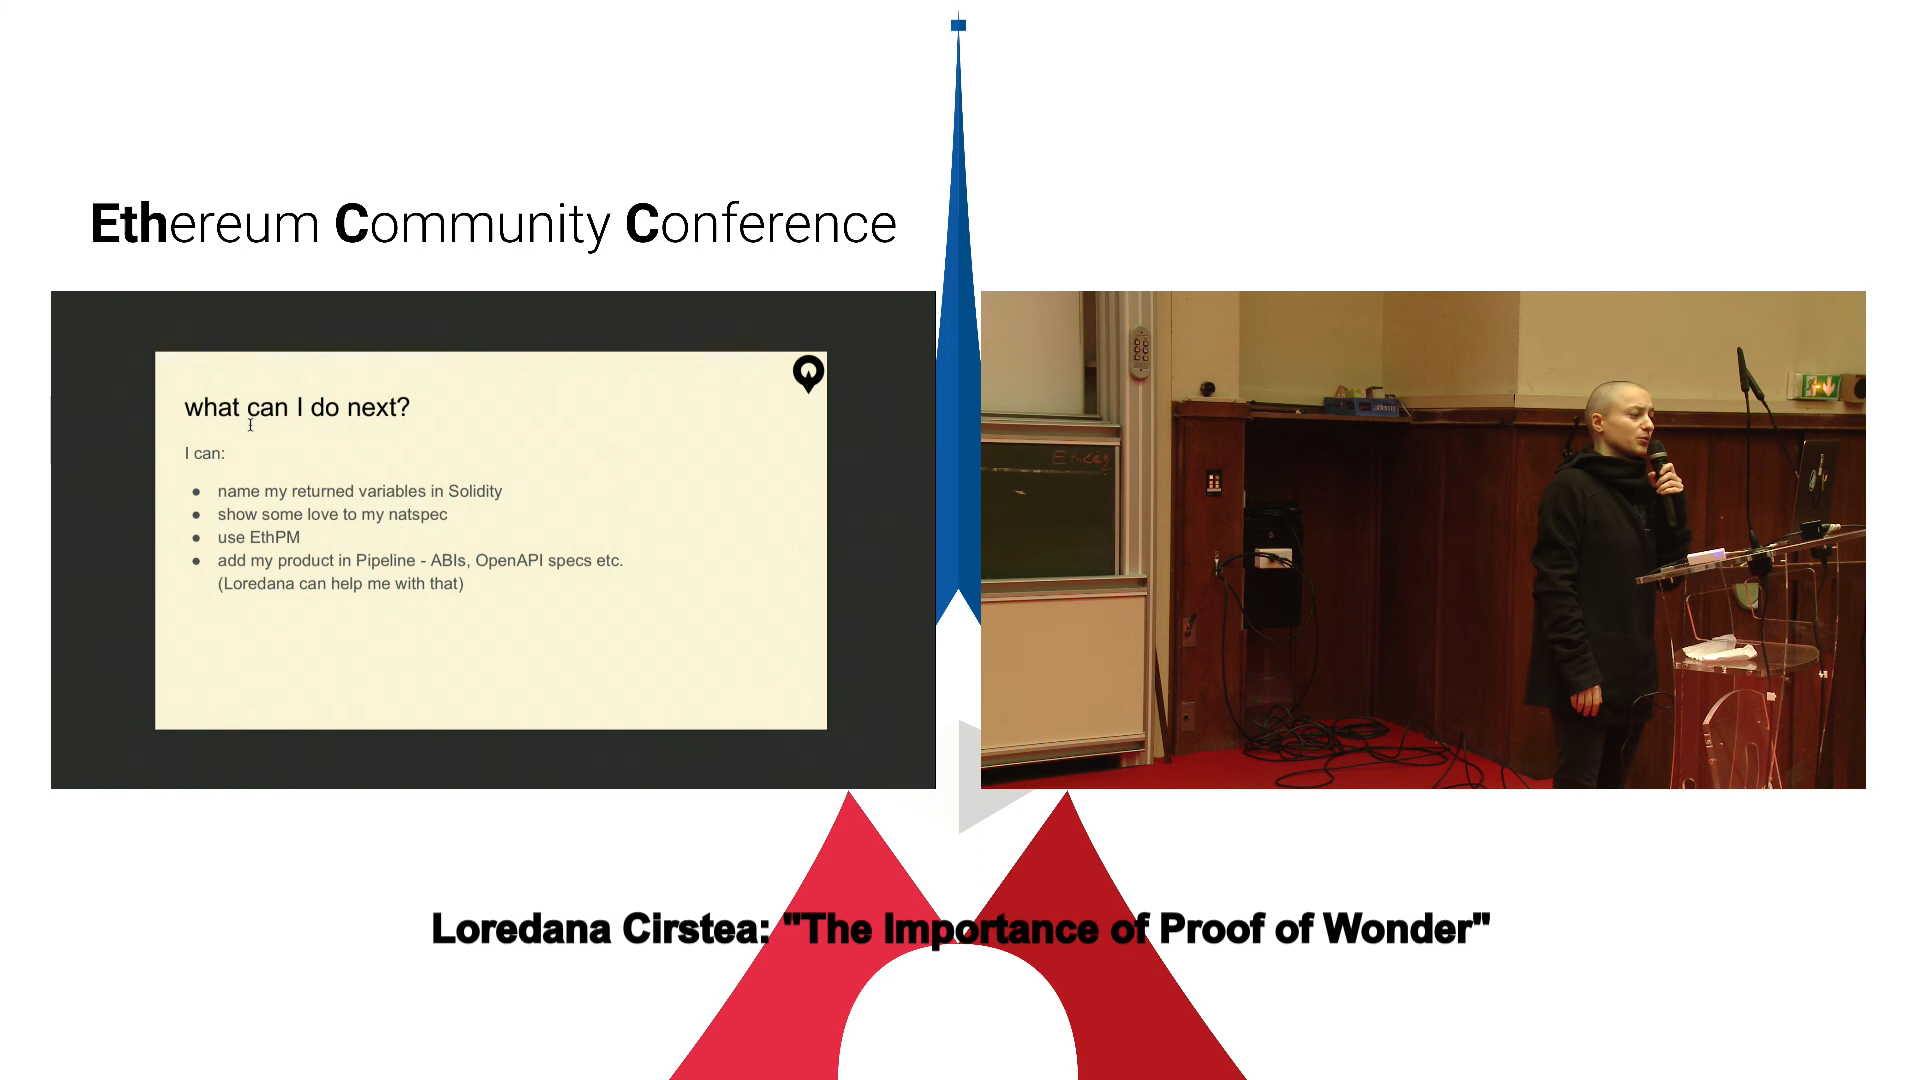 Ethereum Community Conference
what can I do next?
I can:
● name my returned variables in Solidity
● show some love to my natspec
● use EthPM
● add my product in Pipeline - ABIs, OpenAPI specs etc.
(Loredana can help me with that)
Loredana Cirstea: "The Importance of Proof of Wonder"